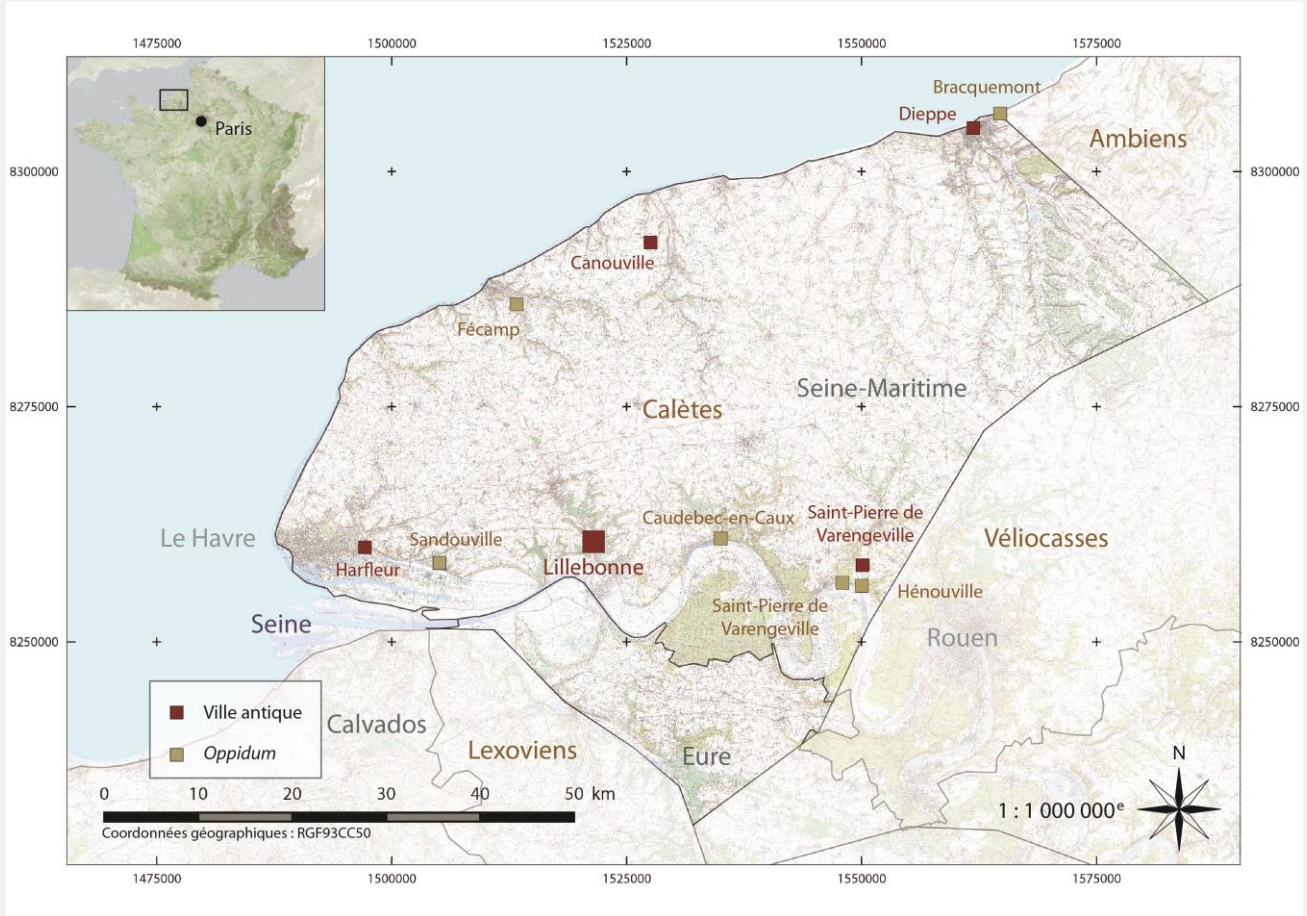 1475000 1500000 1525000 1550000 1575000
Paris
Bracquemont
Dieppe
Ambiens
8300000 8300000
Canouville
Fécamp
Seine-Maritime
Calètes
8275000 8275000
Le Havre
Harfleur
Sandouville
Lillebonne
Caudebec-en-Caux
Saint-Pierre de
Varengeville
Véliocasses
Saint-Pierre de
Varengeville
Hénouville
Seine
Rouen
8250000 8250000
Ville antique
Oppidum
Calvados
Lexoviens
Eure
N
0 10 20 30 40 50 km
Coordonnées géographiques : RGF93CC50
1 : 1 000 000e
1475000 1500000 1525000 1550000 1575000